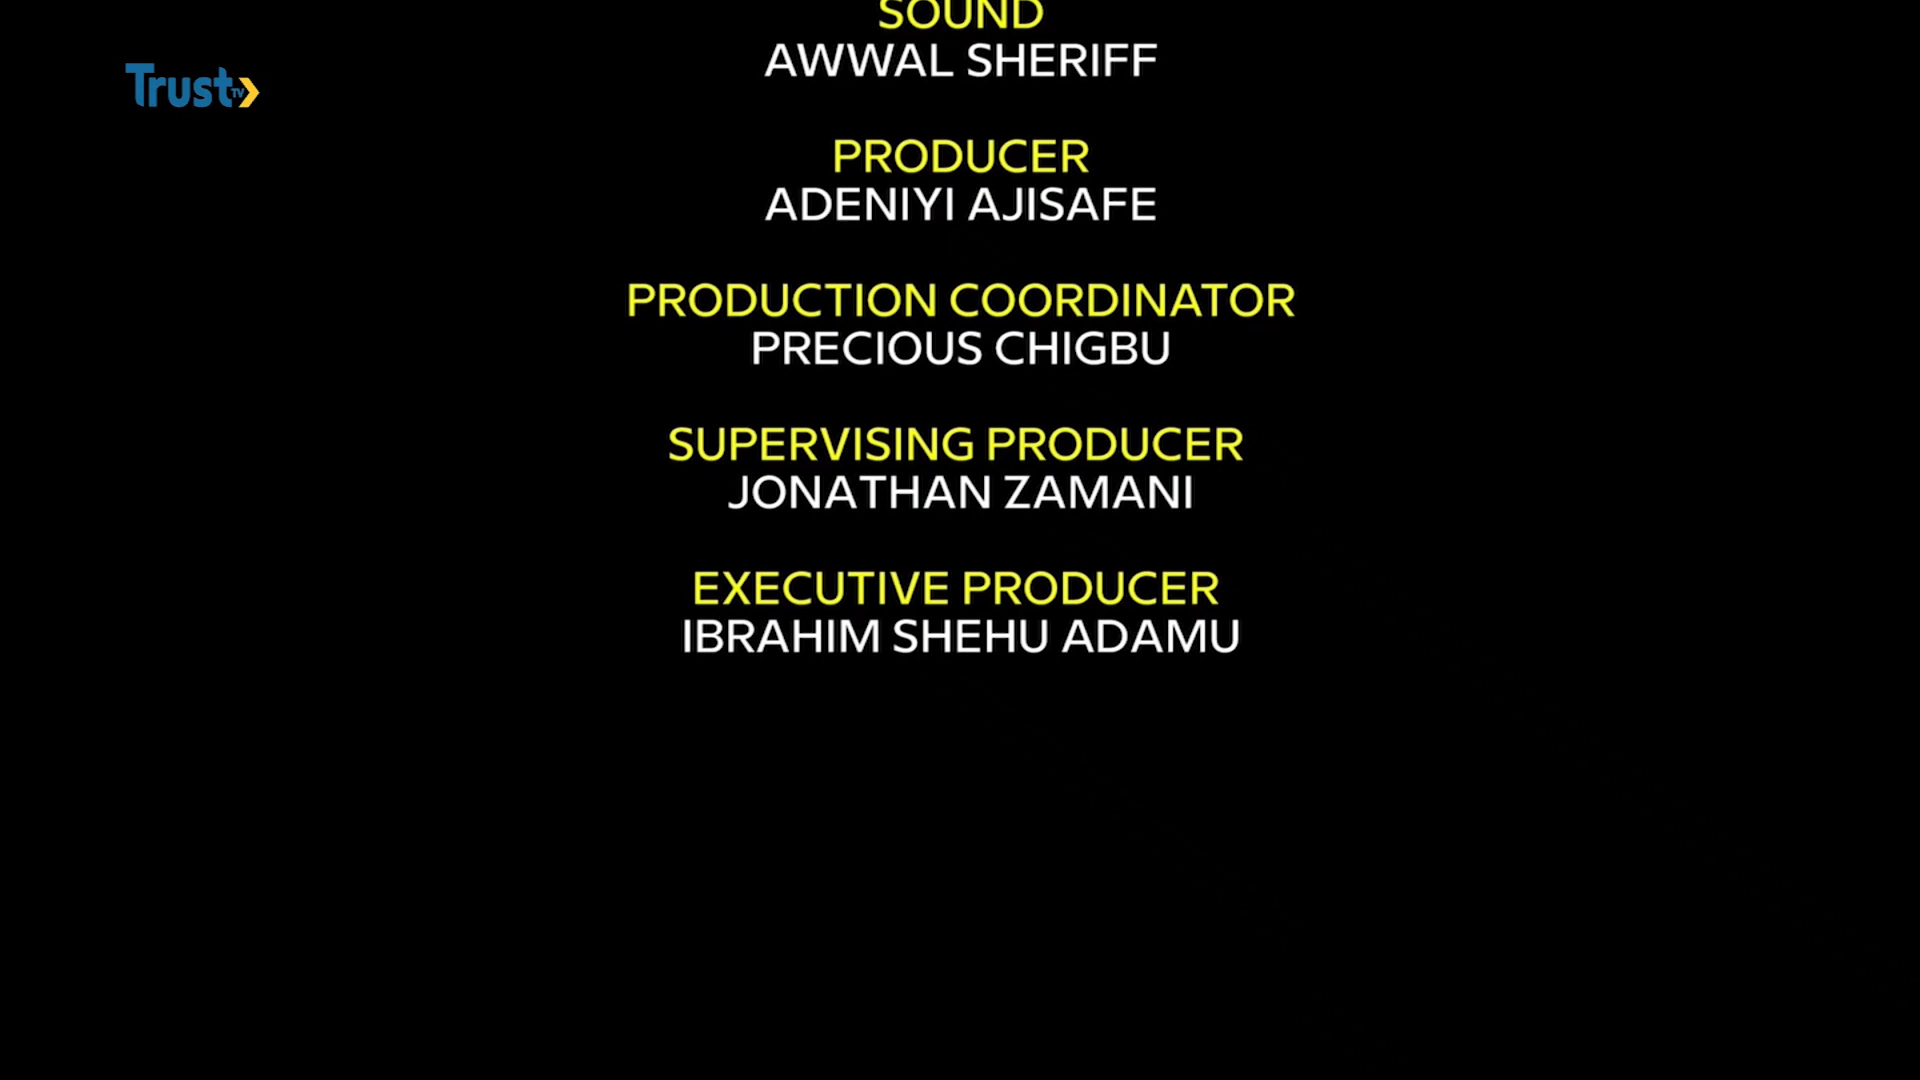 SOUND
AWWAL SHERIFF
Trust TV
PRODUCER
ADENIYI AJISAFE
PRODUCTION COORDINATOR
PRECIOUS CHIGBU
SUPERVISING PRODUCER
JONATHAN ZAMANI
EXECUTIVE PRODUCER
IBRAHIM SHEHU ADAMU